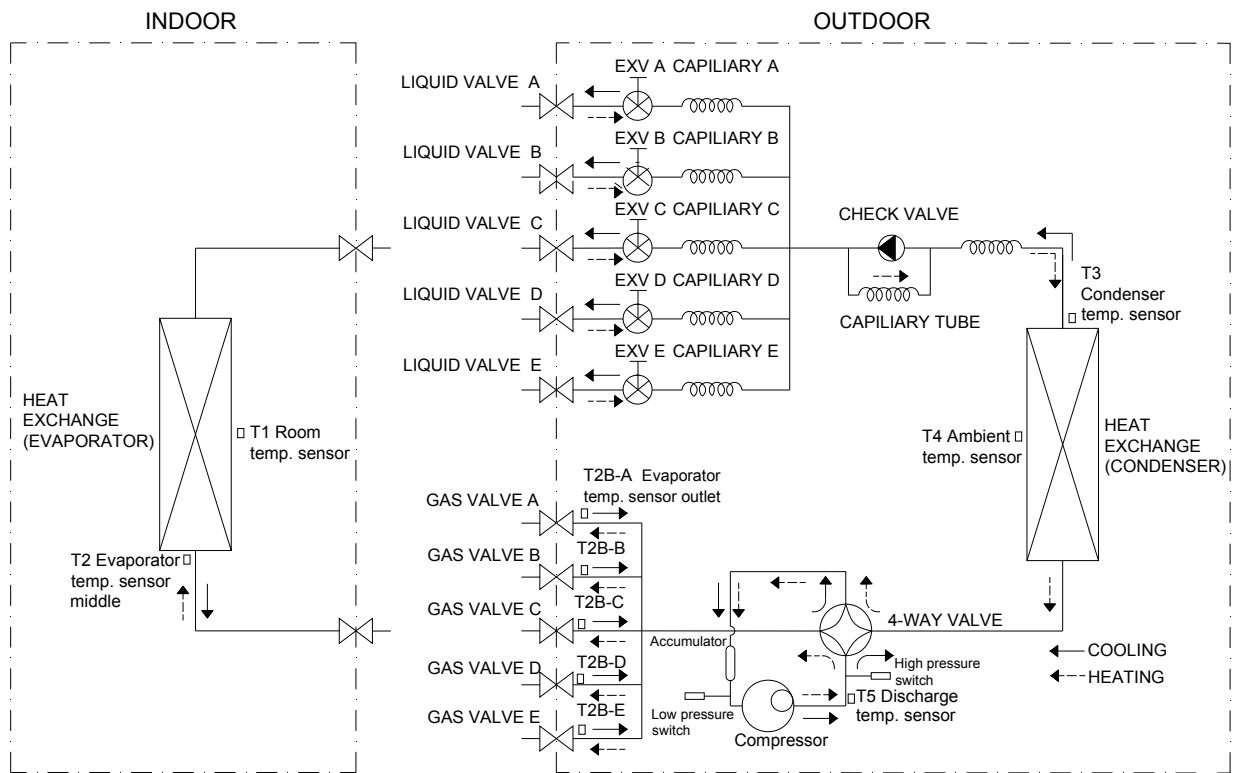 INDOOR
OUTDOOR
LIQUID VALVE A
EXV A CAPILIARY A
LIQUID VALVE B
EXV B CAPILIARY B
LIQUID VALVE C
EXV C CAPILIARY C
LIQUID VALVE D
EXV D CAPILIARY D
LIQUID VALVE E
EXV E CAPILIARY E
CHECK VALVE
CAPILIARY TUBE
T3
Condenser
temp. sensor
HEAT
EXCHANGE
(EVAPORATOR)
T1 Room
temp. sensor
T4 Ambient
temp. sensor
HEAT
EXCHANGE
(CONDENSER)
T2 Evaporator
temp. sensor
middle
T2B-A Evaporator
temp. sensor outlet
GAS VALVE A
GAS VALVE B
T2B-B
GAS VALVE C
T2B-C
GAS VALVE D
T2B-D
GAS VALVE E
T2B-E
Accumulator
4-WAY VALVE
High pressure
switch
Low pressure
switch
T5 Discharge
temp. sensor
Compressor
COOLING
HEATING